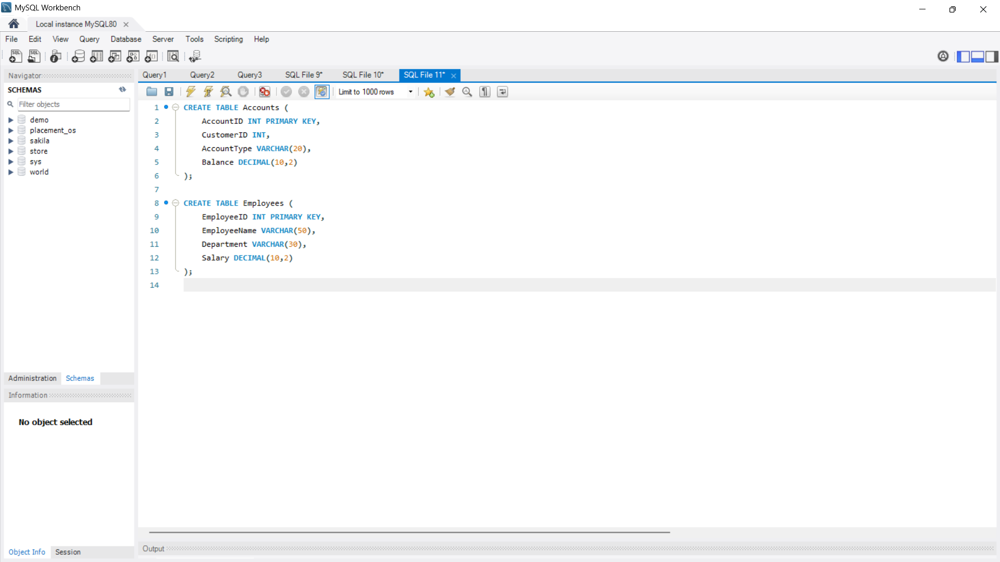 MySQL Workbench
Local instance MySQL80
File Edit View Query Database Server Tools Scripting Help
Navigator
SCHEMAS
Filter objects
demo
placement_os
sakila
store
sys
world
Administration Schemas
Information
No object selected
Object Info Session
Query1 Query2 Query3 SQL File 9* SQL File 10* SQL File 11*
Limit to 1000 rows
1 CREATE TABLE Accounts (
2 AccountID INT PRIMARY KEY,
3 CustomerID INT,
4 AccountType VARCHAR(20),
5 Balance DECIMAL(10,2)
6 );
7
8 CREATE TABLE Employees (
9 EmployeeID INT PRIMARY KEY,
10 EmployeeName VARCHAR(50),
11 Department VARCHAR(30),
12 Salary DECIMAL(10,2)
13 );
14
Output